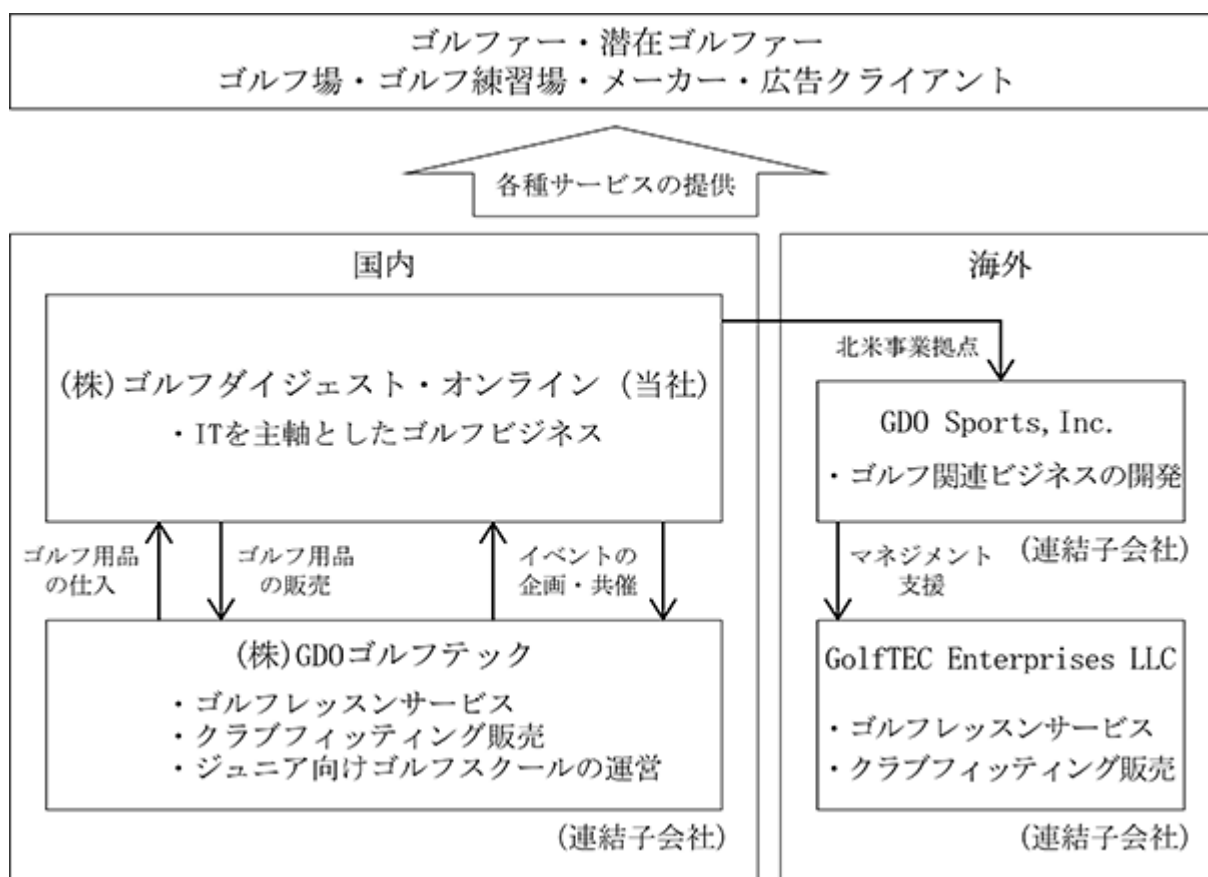 ゴルファー・潜在ゴルファー
ゴルフ場・ゴルフ練習場・メーカー・広告クライアント
各種サービスの提供
国内
(株)ゴルフダイジェスト・オンライン (当社)
・ITを主軸としたゴルフビジネス
ゴルフ用品
の仕入
ゴルフ用品
の販売
イベントの
企画・共催
(株)GDOゴルフテック
・ゴルフレッスンサービス
・クラブフィッティング販売
・ジュニア向けゴルフスクールの運営
(連結子会社)
海外
北米事業拠点
GDO Sports,Inc.
・ゴルフ関連ビジネスの開発
(連結子会社)
マネジメント
支援
GolfTEC Enterprises LLC
・ゴルフレッスンサービス
・クラブフィッティング販売
(連結子会社)